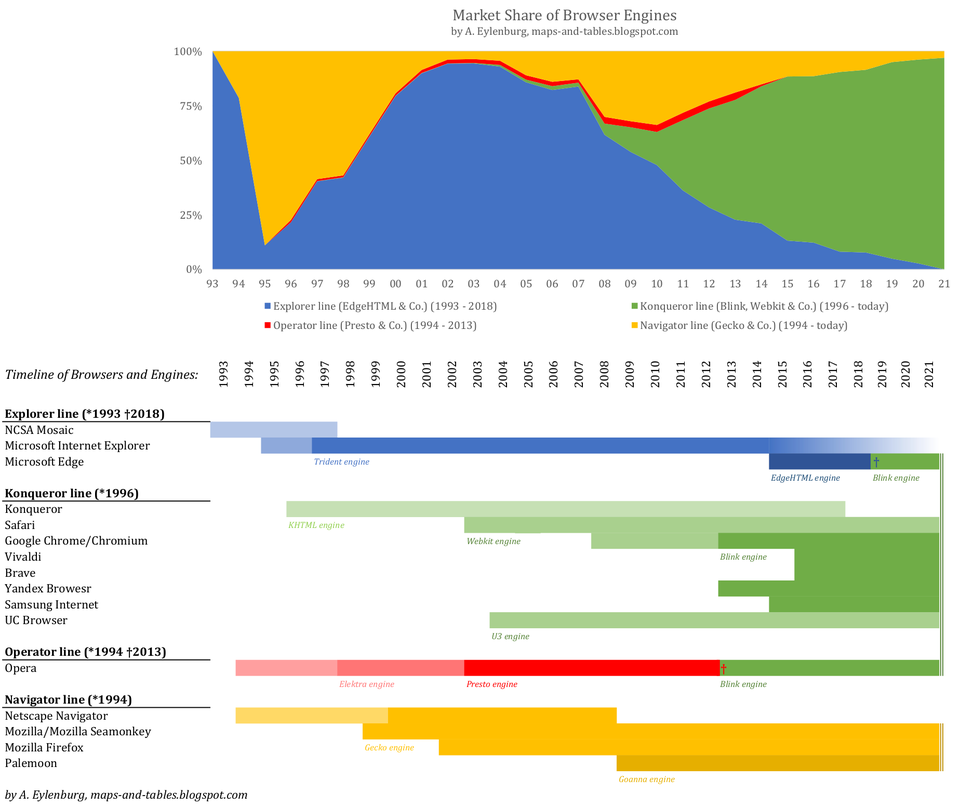 Market Share of Browser Engines
by A. Eylenburg, maps-and-tables.blogspot.com
100%
75%
50%
25%
0%
93 94 95 96 97 98 99 00 01 02 03 04 05 06 07 08 09 10 11 12 13 14 15 16 17 18 19 20 21
Explorer line (EdgeHTML & Co.) (1993 - 2018) Konqueror line (Blink, Webkit & Co.) (1996 - today)
Operator line (Presto & Co.) (1994 - 2013) Navigator line (Gecko & Co.) (1994 - today)
Timeline of Browsers and Engines: 1993 1994 1995 1996 1997 1998 1999 2000 2001 2002 2003 2004 2005 2006 2007 2008 2009 2010 2011 2012 2013 2014 2015 2016 2017 2018 2019 2020 2021
Explorer line (*1993 †2018)
NCSA Mosaic
Microsoft Internet Explorer
Microsoft Edge Trident engine †
EdgeHTML engine Blink engine
Konqueror line (*1996)
Konqueror
Safari KHTML engine
Google Chrome/Chromium Webkit engine
Vivaldi Blink engine
Brave
Yandex Browesr
Samsung Internet
UC Browser
U3 engine
Operator line (*1994 †2013)
Opera †
Elektra engine Presto engine Blink engine
Navigator line (*1994)
Netscape Navigator
Mozilla/Mozilla Seamonkey
Mozilla Firefox Gecko engine
Palemoon
Goanna engine
by A. Eylenburg, maps-and-tables.blogspot.com